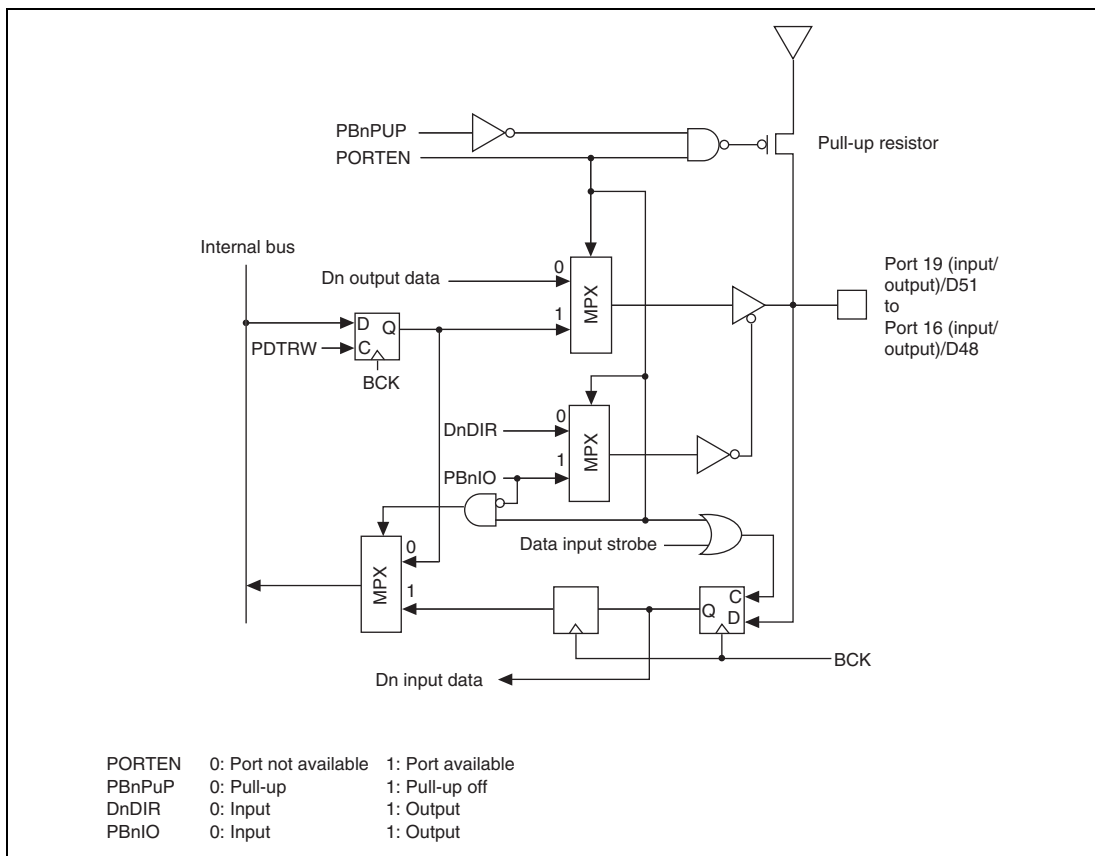 PBnPUP
PORTEN
Pull-up resistor
Internal bus
Dn output data
0
1
MPX
Port 19 (input/
output)/D51
to
Port 16 (input/
output)/D48
D Q
C
PDTRW
BCK
DnDIR
0
PBnIO
1
MPX
Data input strobe
0
1
MPX
C
Q
D
BCK
Dn input data
PORTEN 0: Port not available 1: Port available
PBnPuP 0: Pull-up 1: Pull-up off
DnDIR 0: Input 1: Output
PBnIO 0: Input 1: Output